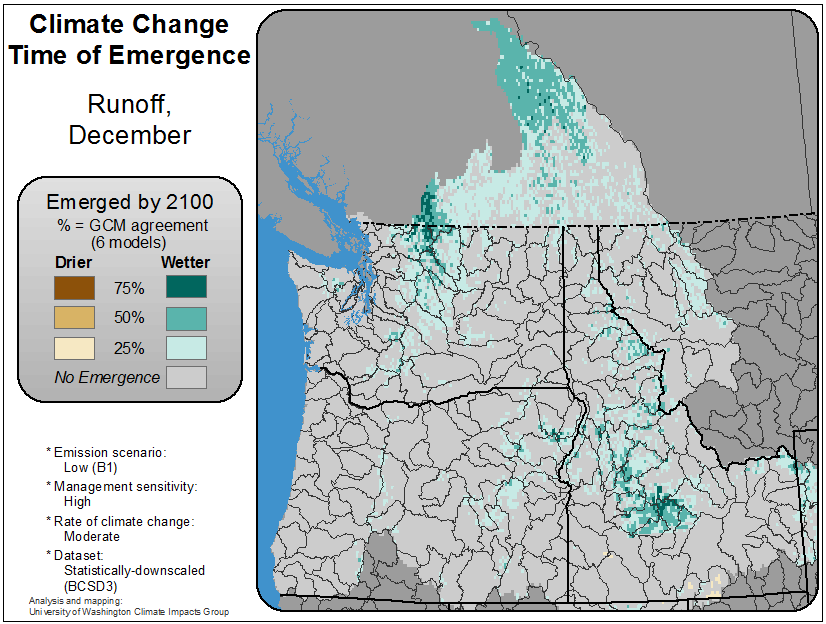 Climate Change
Time of Emergence
Runoff,
December
Emerged by 2100
% = GCM agreement
(6 models)
Drier Wetter
75%
50%
25%
No Emergence
* Emission scenario:
Low (B1)
* Management sensitivity:
High
* Rate of climate change:
Moderate
* Dataset:
Statistically-downscaled
(BCSD3)
Analysis and mapping:
University of Washington Climate Impacts Group